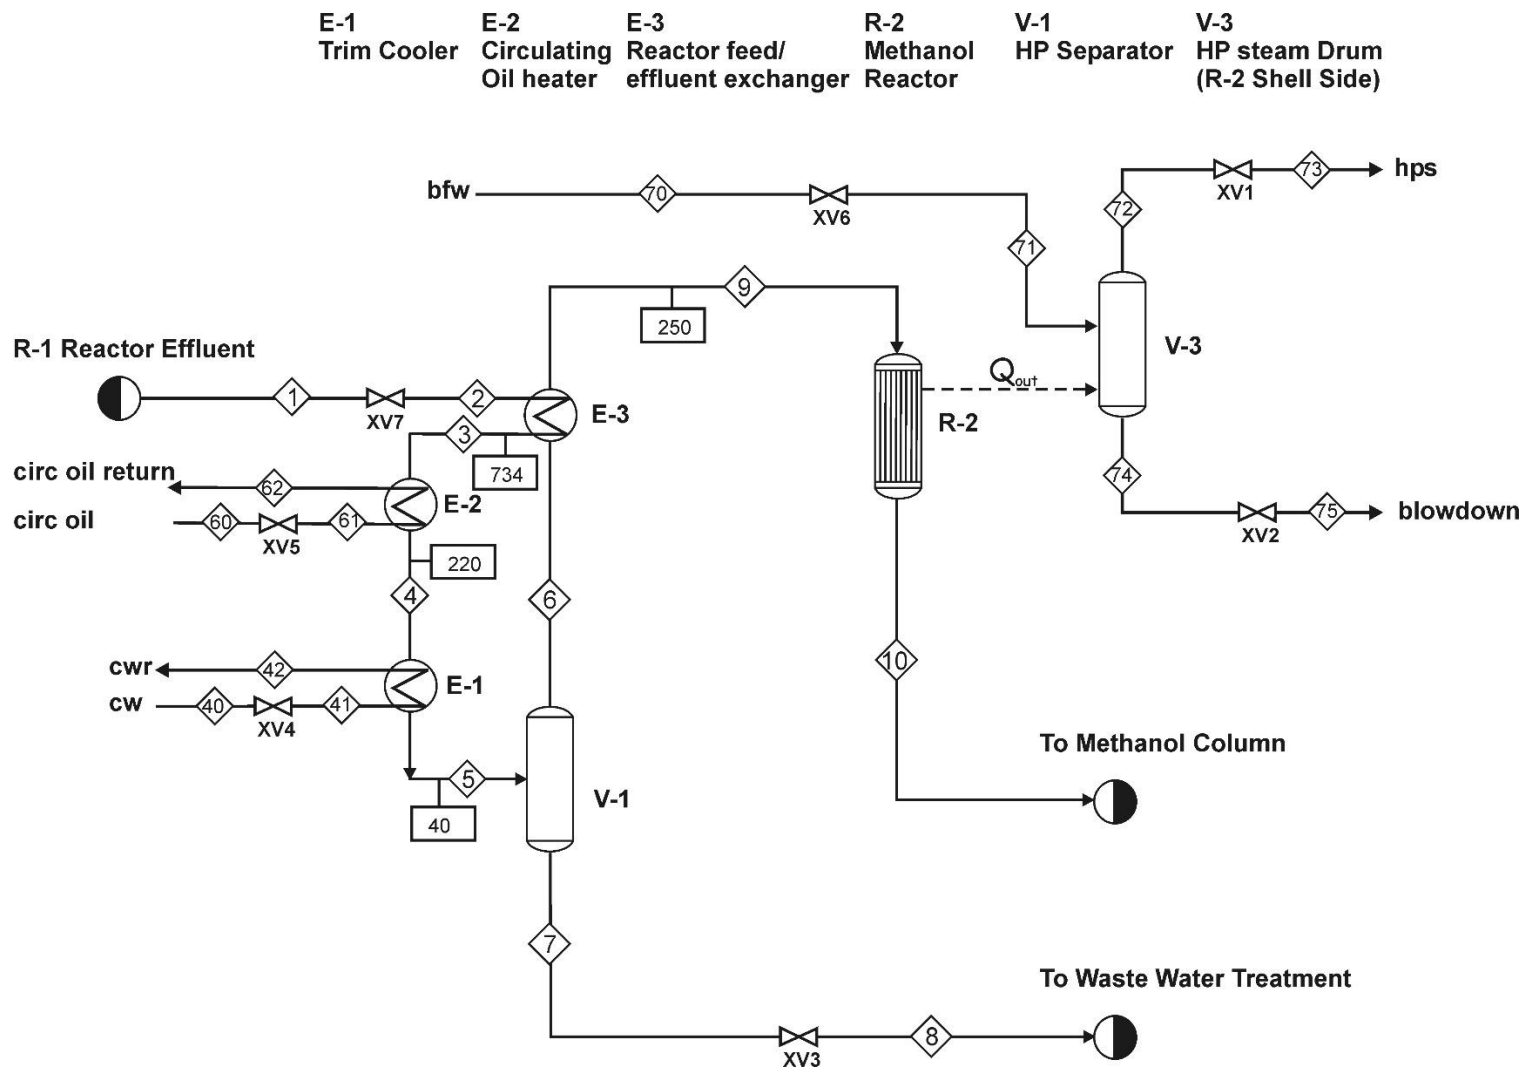 E-1
Trim Cooler
E-2
Circulating
Oil heater
E-3
Reactor feed/
effluent exchanger
R-2
Methanol
Reactor
V-1
HP Separator
V-3
HP steam Drum
(R-2 Shell Side)
bfw
70
XV6
71
72
XV1
73
hps
9
250
R-1 Reactor Effluent
1
XV7
2
E-3
3
734
R-2
Qout
V-3
circ oil return
62
circ oil
60
XV5
61
E-2
74
XV2
75
blowdown
220
4
6
cwr
42
cw
40
XV4
41
E-1
10
5
40
V-1
To Methanol Column
7
To Waste Water Treatment
XV3
8